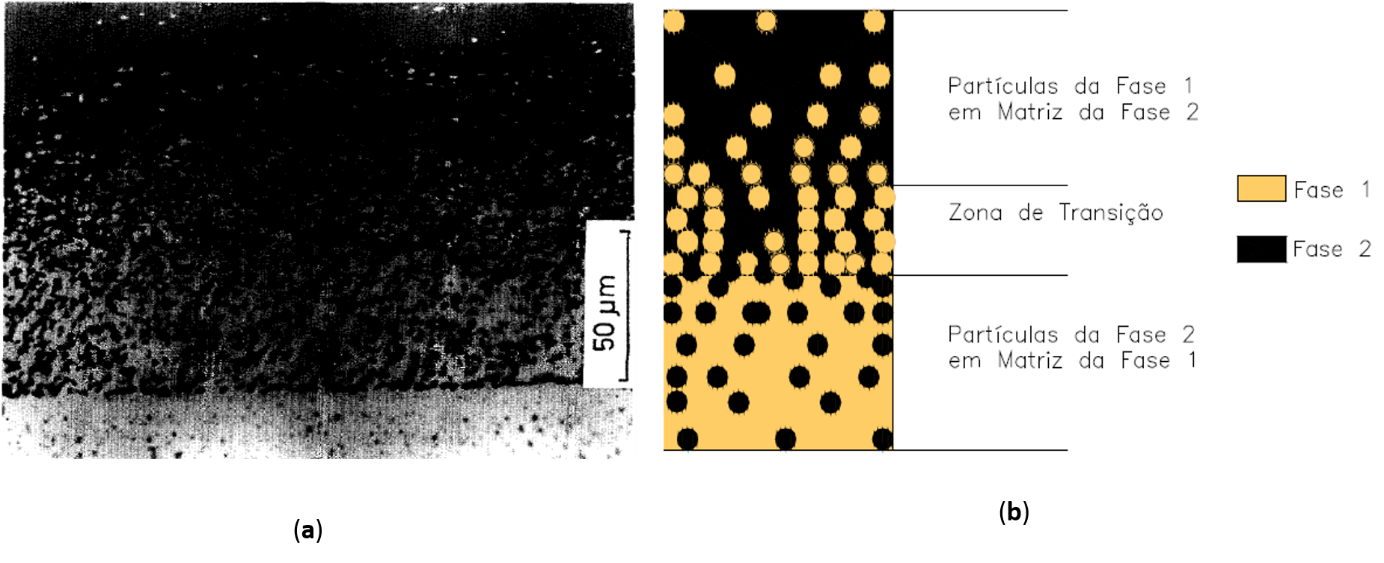 50 µm
Partículas da Fase 1
em Matriz da Fase 2
Zona de Transição
Partículas da Fase 2
em Matriz da Fase 1
Fase 1
Fase 2
(a)
(b)